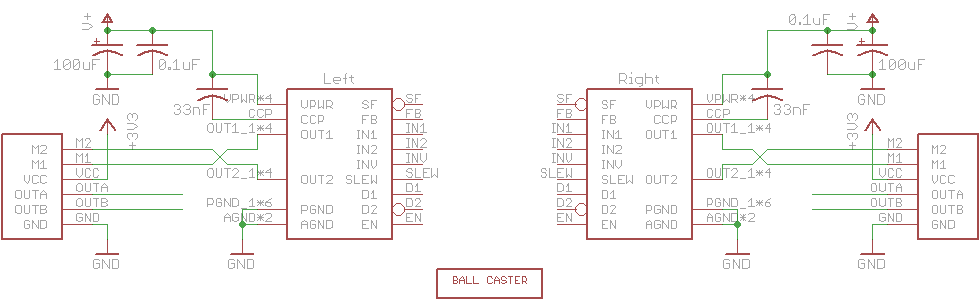 V+ 0.1uF V+
100uF 0.1uF 100uF
GND Left Right GND
33nF VPWR*4 VPWR SF SF SF SF VPWR VPWR*4 33nF
CCP CCP FB FB FB FB CCP CCP
+3V3 OUT1_1*4 OUT1 IN1 IN1 IN1 IN1 OUT1 OUT1_1*4 +3V3
M2 M2 IN2 IN2 IN2 IN2 M2
M1 M1 INV INV INV INV M1
VCC VCC OUT2_1*4 OUT2 SLEW SLEW SLEW SLEW OUT2 OUT2_1*4 VCC
OUTA OUTA D1 D1 D1 D1 OUTA OUTA
OUTB OUTB PGND_1*6 PGND D2 D2 D2 D2 PGND PGND_1*6 OUTB OUTB
GND GND AGND*2 AGND EN EN EN EN AGND AGND*2 GND GND
GND GND GND GND
BALL CASTER